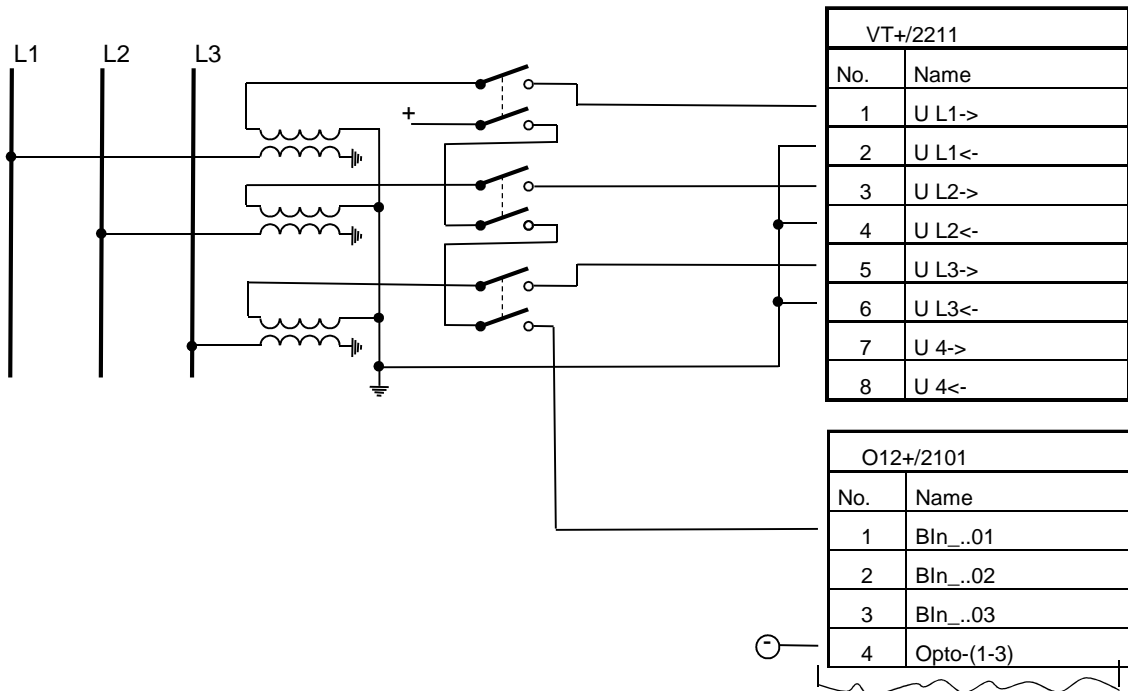 L1 L2 L3
+
VT+/2211
No. Name
1 U L1->
2 U L1<-
3 U L2->
4 U L2<-
5 U L3->
6 U L3<-
7 U 4->
8 U 4<-
O12+/2101
No. Name
1 BIn_..01
2 BIn_..02
3 BIn_..03
4 Opto-(1-3)
-